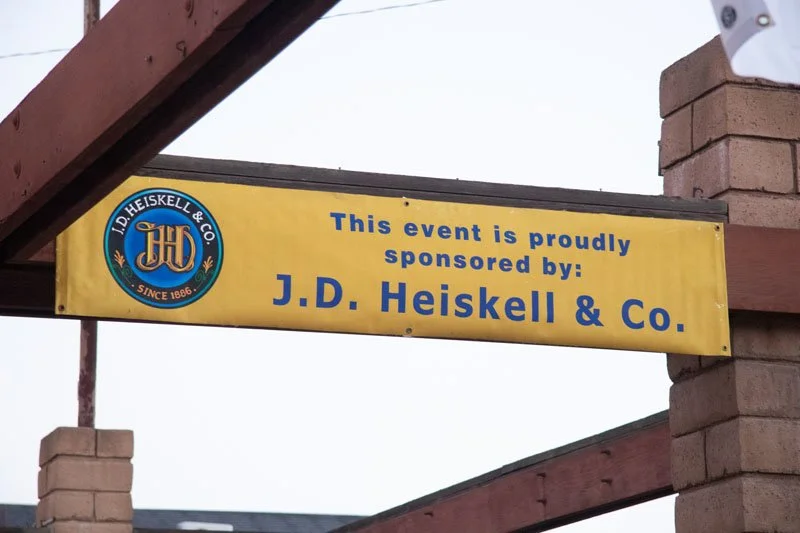 J.D. HEISKELL & CO.
JDH
· SINCE 1886 ·
This event is proudly
sponsored by:
J.D. Heiskell & Co.